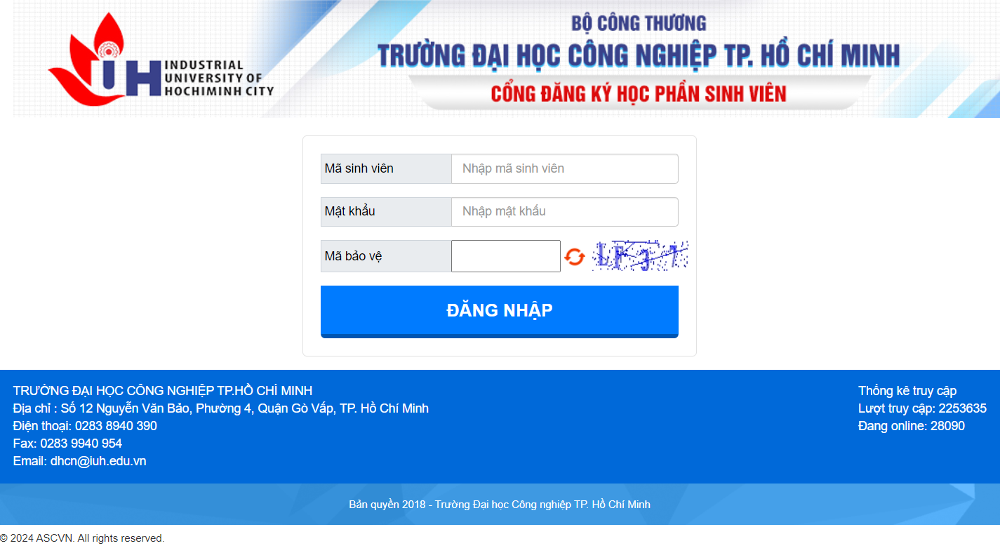 INDUSTRIAL
UNIVERSITY OF
HOCHIMINH CITY
IUH
BỘ CÔNG THƯƠNG
TRƯỜNG ĐẠI HỌC CÔNG NGHIỆP TP. HỒ CHÍ MINH
CỔNG ĐĂNG KÝ HỌC PHẦN SINH VIÊN
Mã sinh viên
Nhập mã sinh viên
Mật khẩu
Nhập mật khẩu
Mã bảo vệ
ĐĂNG NHẬP
TRƯỜNG ĐẠI HỌC CÔNG NGHIỆP TP.HỒ CHÍ MINH
Địa chỉ : Số 12 Nguyễn Văn Bảo, Phường 4, Quận Gò Vấp, TP. Hồ Chí Minh
Điện thoại: 0283 8940 390
Fax: 0283 9940 954
Email: dhcn@iuh.edu.vn
Thống kê truy cập
Lượt truy cập: 2253635
Đang online: 28090
Bản quyền 2018 - Trường Đại học Công nghiệp TP. Hồ Chí Minh
© 2024 ASCVN. All rights reserved.